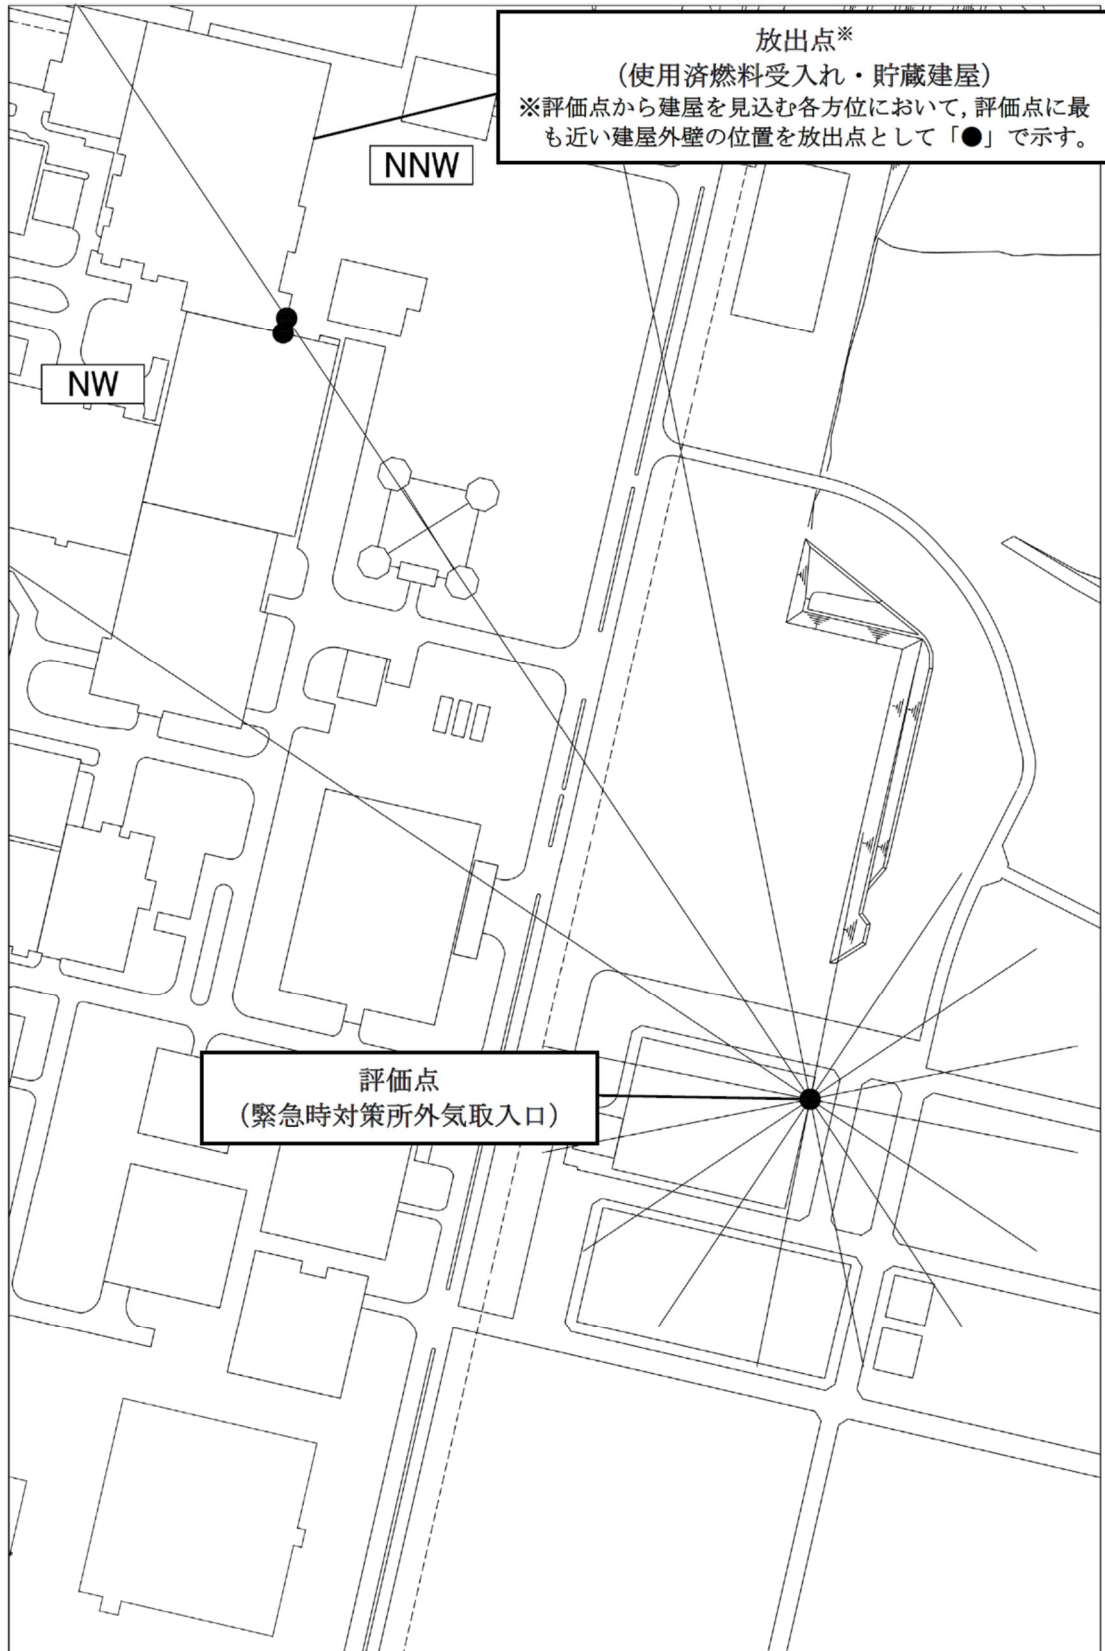 放出点※
(使用済燃料受入れ・貯蔵建屋)
※評価点から建屋を見込む各方位において,評価点に最
も近い建屋外壁の位置を放出点として「●」で示す。
NNW
NW
評価点
(緊急時対策所外気取入口)